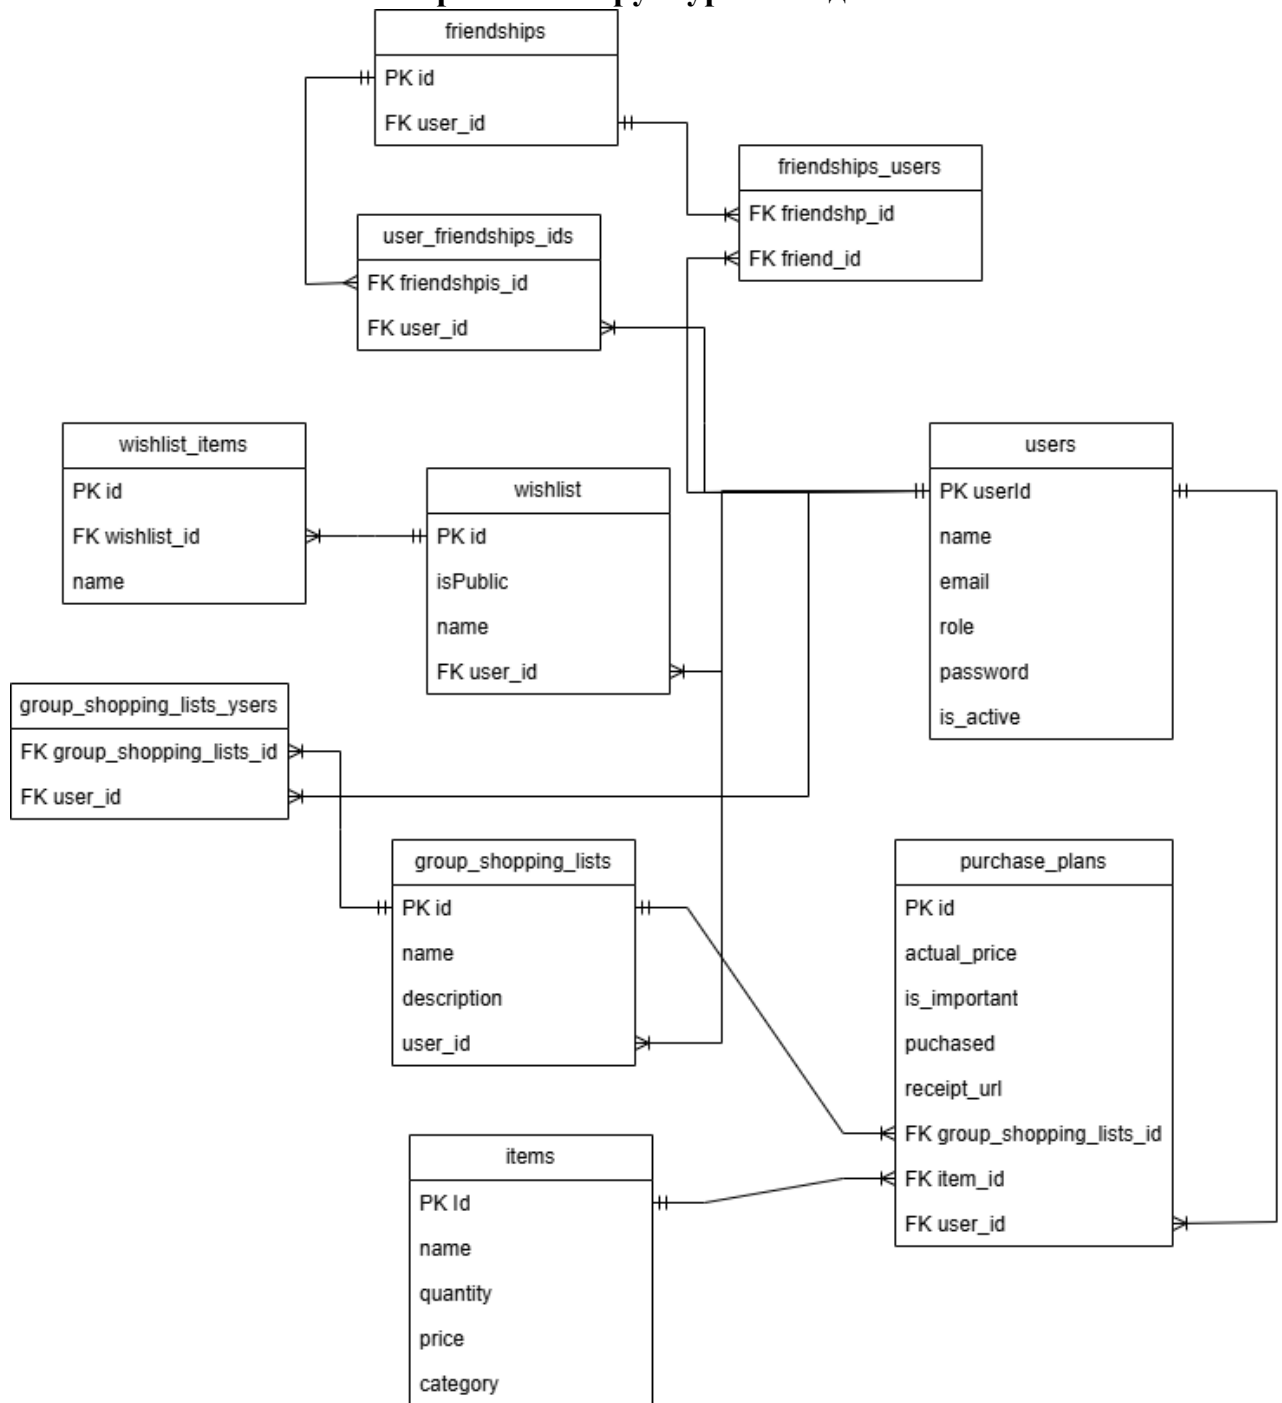 friendships
PK id
FK user_id
friendships_users
FK friendshp_id
FK friend_id
user_friendships_ids
FK friendshpis_id
FK user_id
wishlist_items
PK id
FK wishlist_id
name
wishlist
PK id
isPublic
name
FK user_id
users
PK userId
name
email
role
password
is_active
group_shopping_lists_ysers
FK group_shopping_lists_id
FK user_id
group_shopping_lists
PK id
name
description
user_id
purchase_plans
PK id
actual_price
is_important
puchased
receipt_url
FK group_shopping_lists_id
FK item_id
FK user_id
items
PK Id
name
quantity
price
category